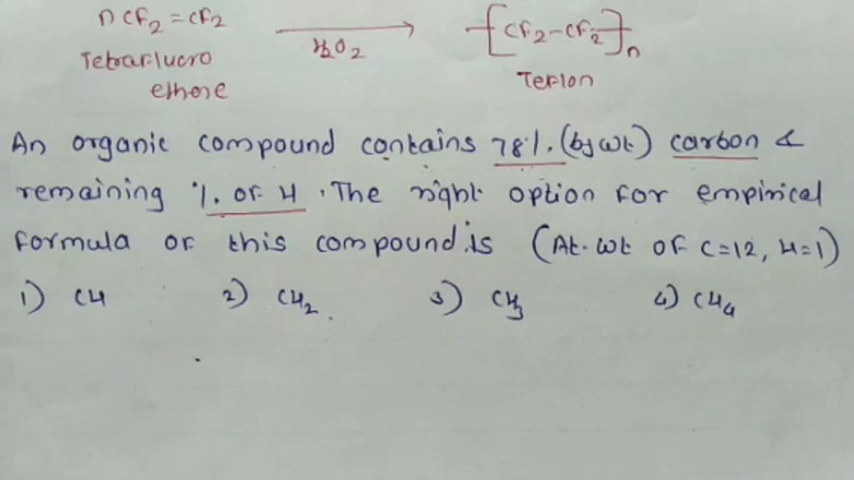 n CF2 = CF2 H2O2 -[CF2-CF2]-n
Tetraflucro Teflon
ethene
An organic compound contains 78%. (by wt) carbon &
remaining %. of H. The right option for empirical
formula of this compound is (At. wt of C=12, H=1)
1) CH 2) CH2 3) CH3 4) CH4